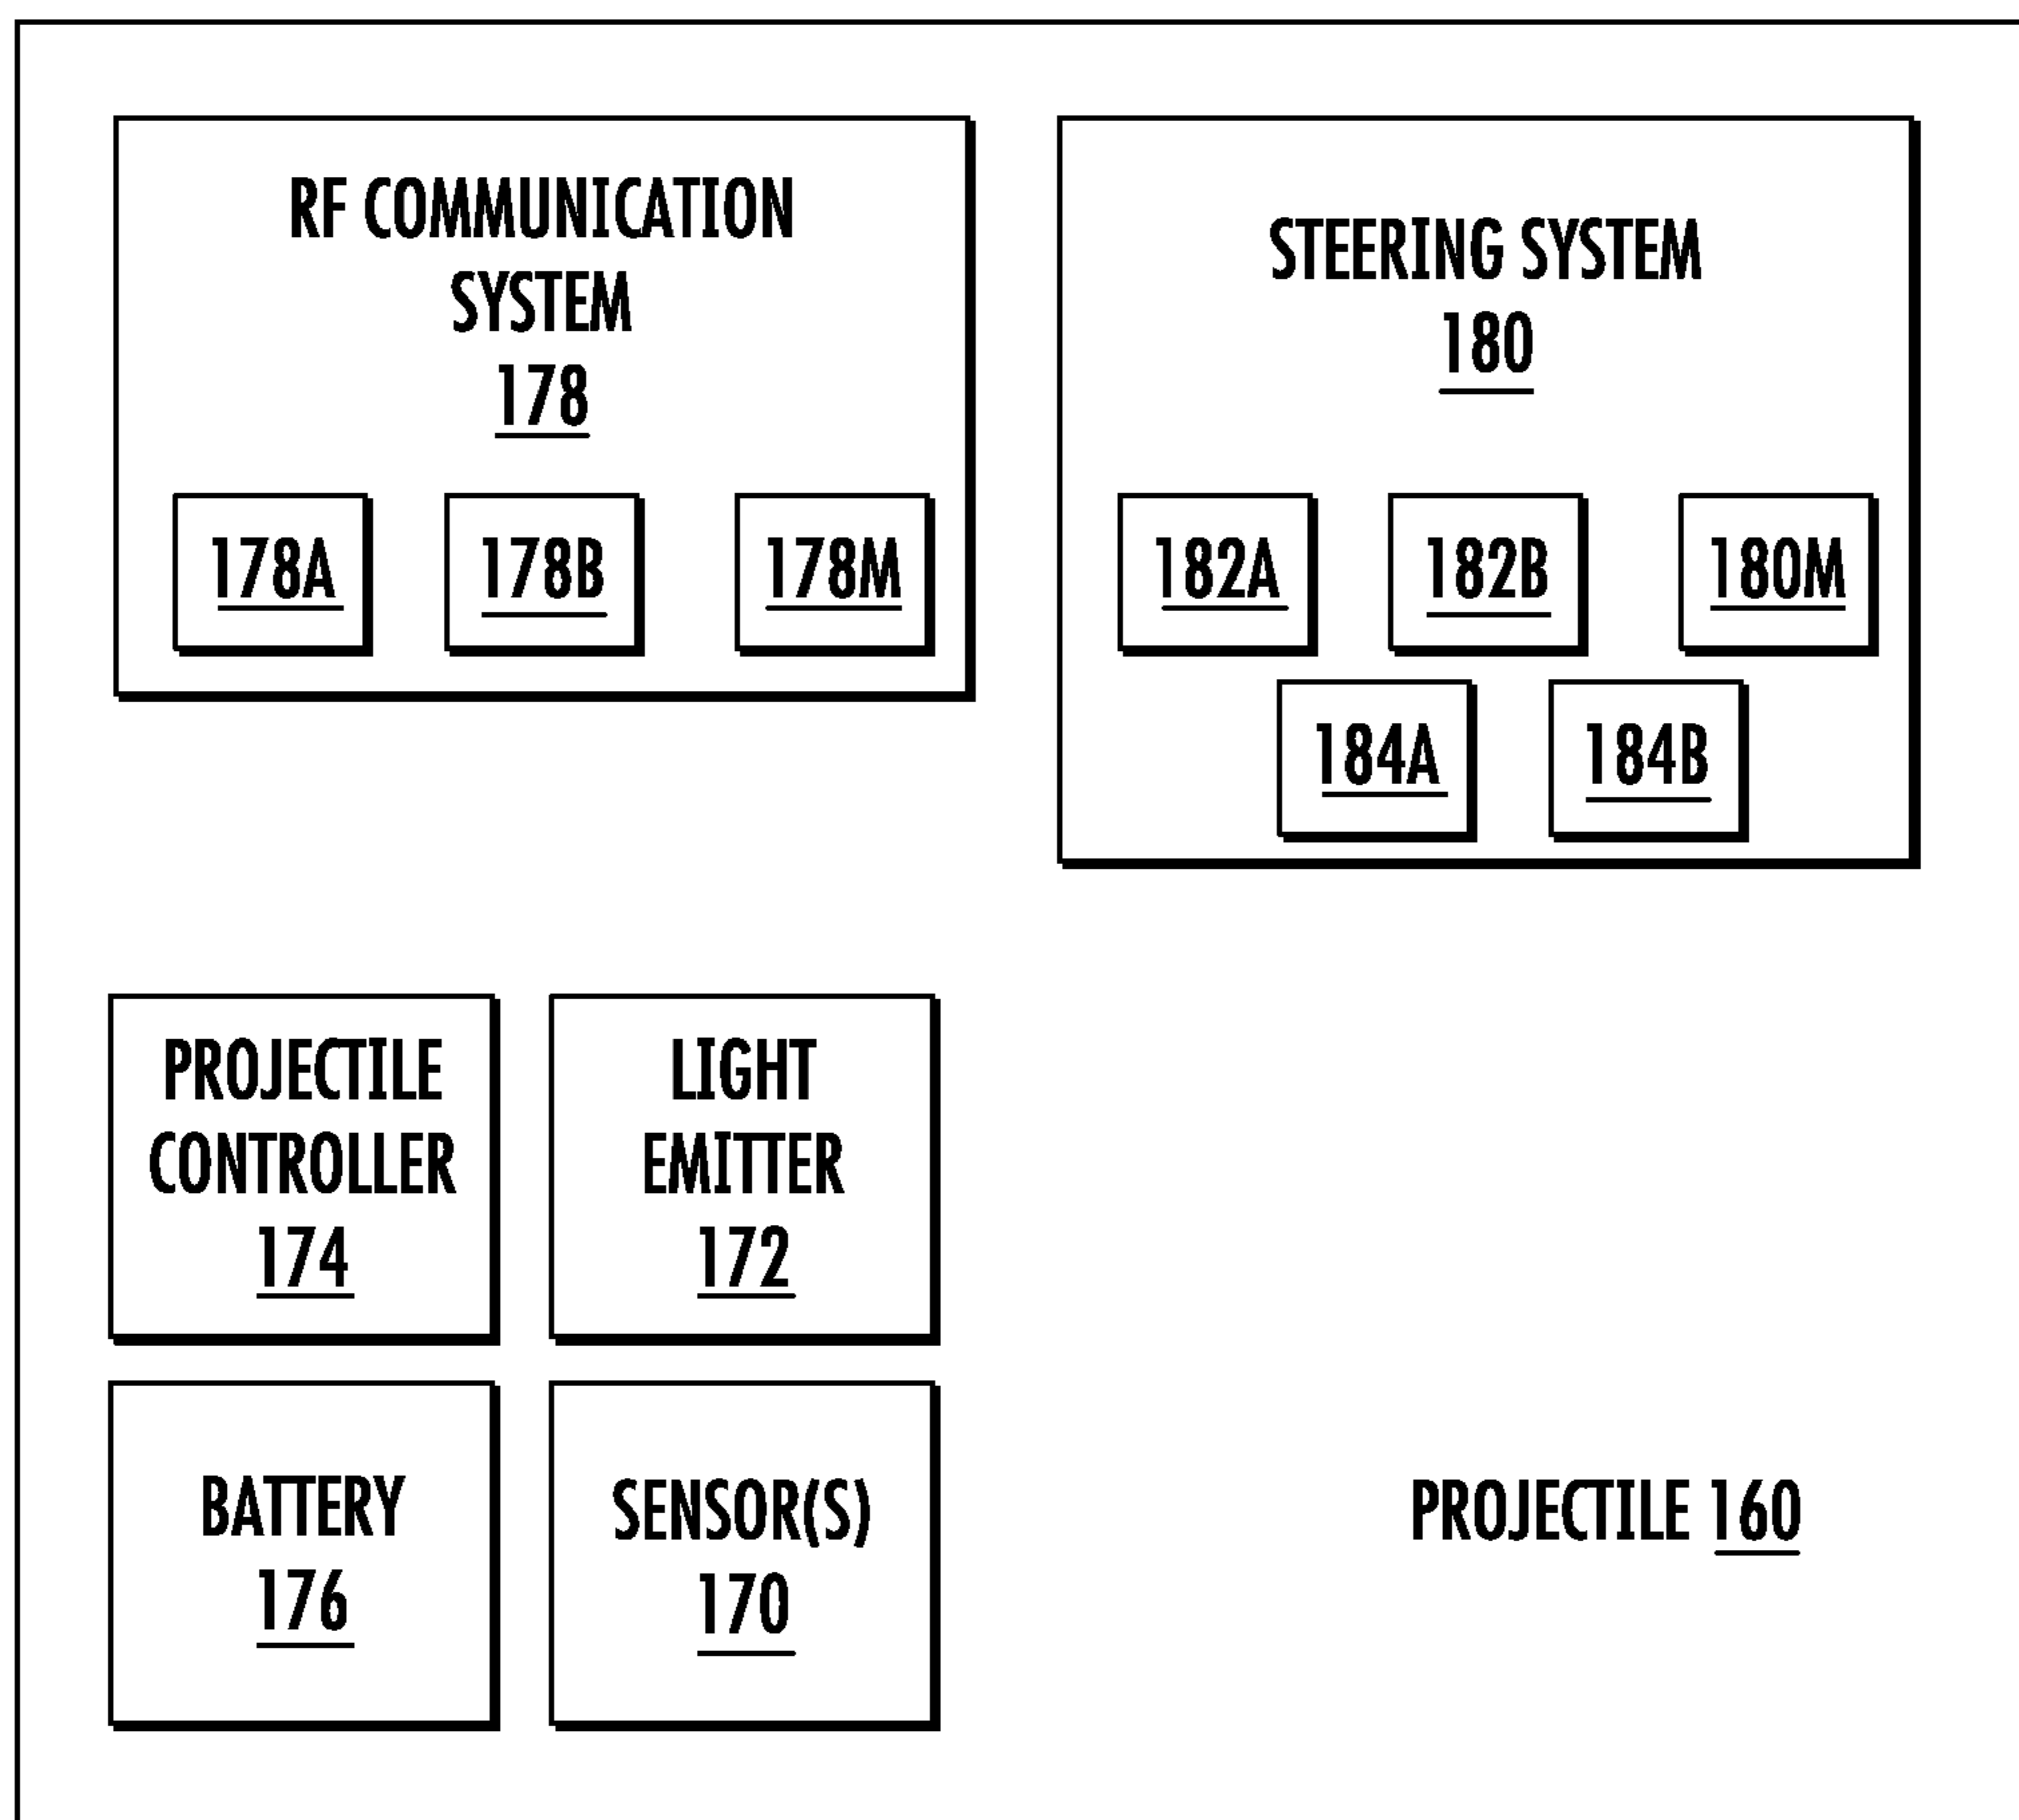 RF COMMUNICATION
SYSTEM
178
178A
178B
178M
STEERING SYSTEM
180
182A
182B
180M
184A
184B
PROJECTILE
CONTROLLER
174
LIGHT
EMITTER
172
BATTERY
176
SENSOR(S)
170
PROJECTILE 160